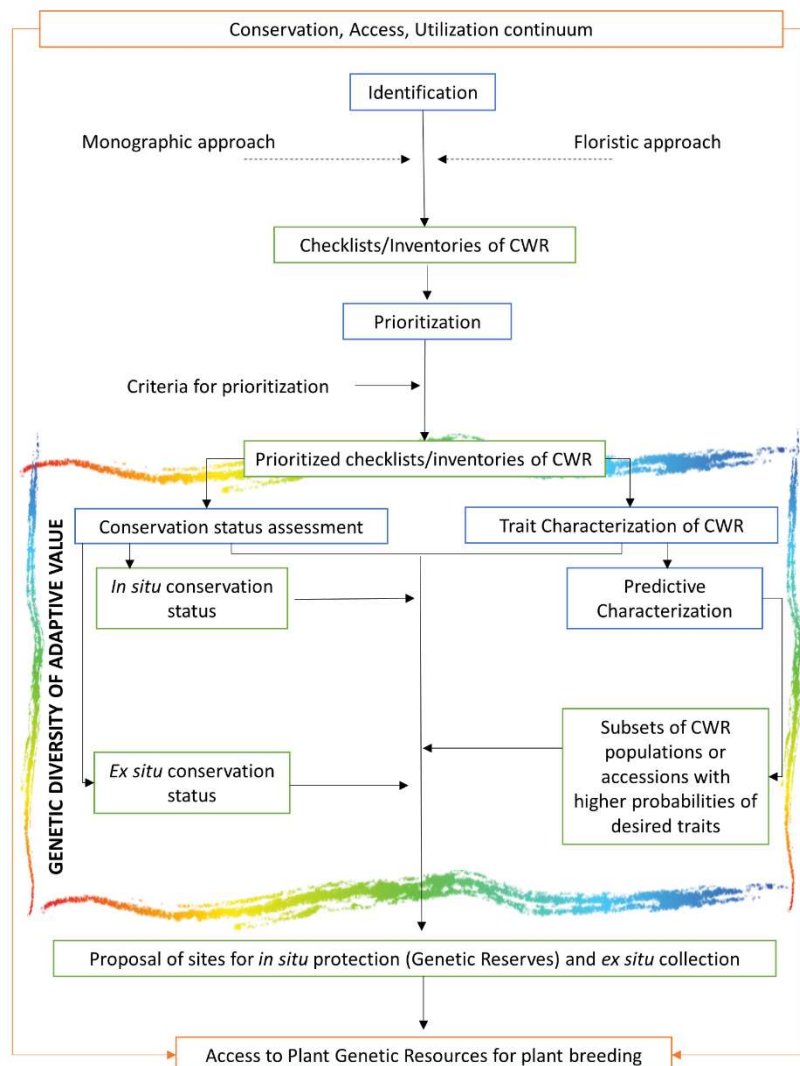 Conservation, Access, Utilization continuum
Identification
Monographic approach
Floristic approach
Checklists/Inventories of CWR
Prioritization
Criteria for prioritization
Prioritized checklists/inventories of CWR
GENETIC DIVERSITY OF ADAPTIVE VALUE
Conservation status assessment
Trait Characterization of CWR
In situ conservation
status
Predictive
Characterization
Ex situ conservation
status
Subsets of CWR
populations or
accessions with
higher probabilities of
desired traits
Proposal of sites for in situ protection (Genetic Reserves) and ex situ collection
Access to Plant Genetic Resources for plant breeding